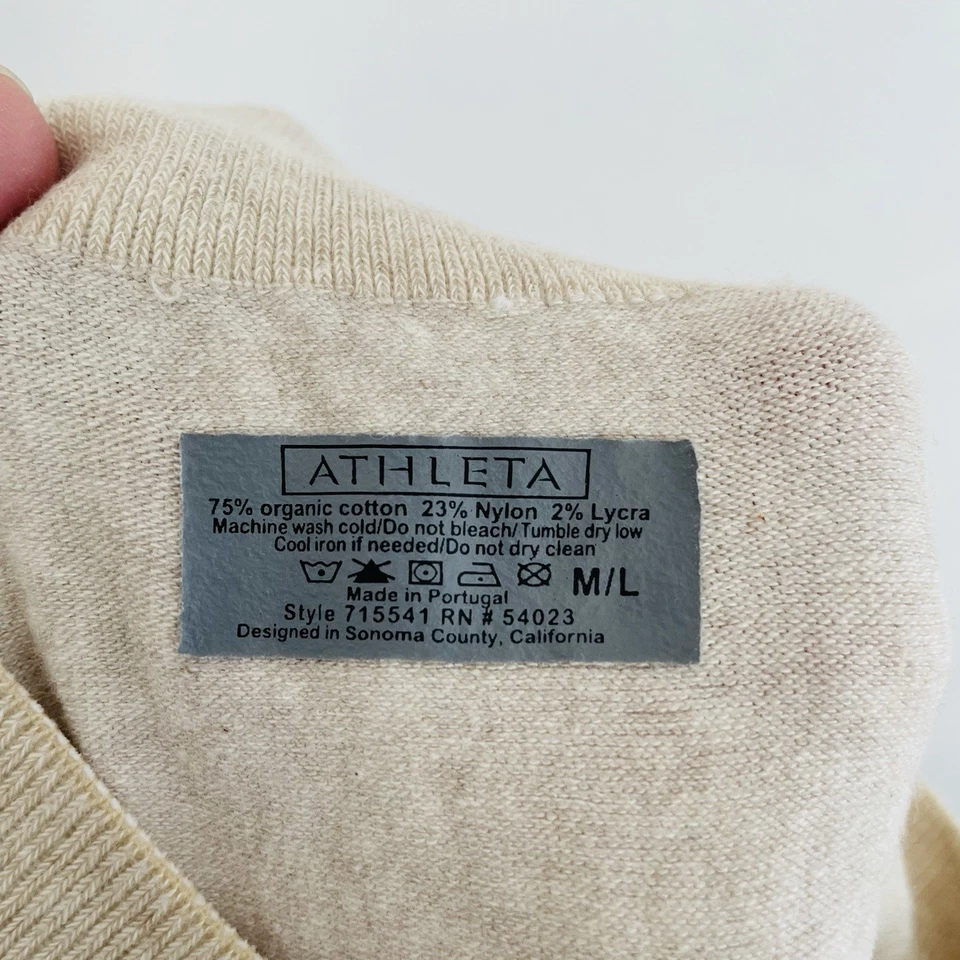 ATHLETA
75% organic cotton 23% Nylon 2% Lycra
Machine wash cold/Do not bleach/Tumble dry low
Cool iron if needed/Do not dry clean
M/L
Made in Portugal
Style 715541 RN # 54023
Designed in Sonoma County, California